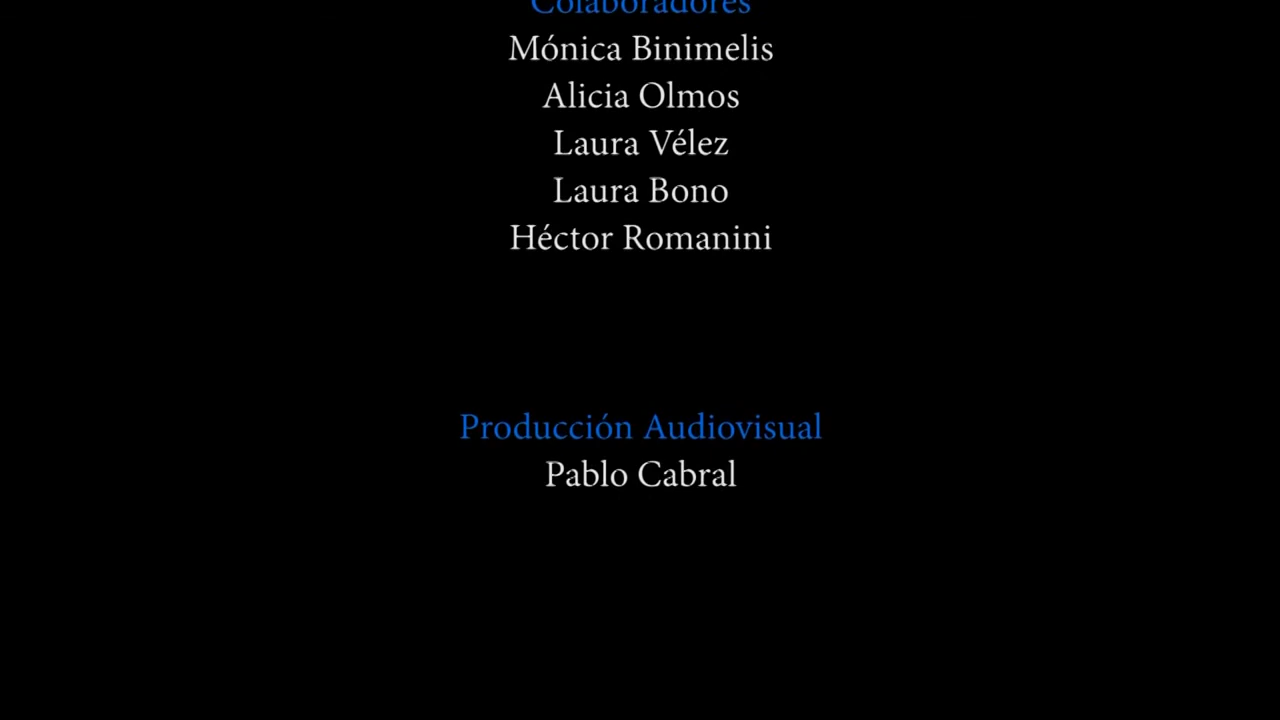 Colaboradores
Mónica Binimelis
Alicia Olmos
Laura Vélez
Laura Bono
Héctor Romanini
Producción Audiovisual
Pablo Cabral